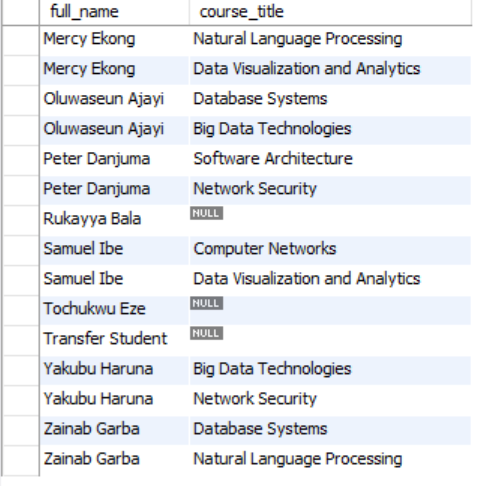 full_name course_title
Mercy Ekong Natural Language Processing
Mercy Ekong Data Visualization and Analytics
Oluwaseun Ajayi Database Systems
Oluwaseun Ajayi Big Data Technologies
Peter Danjuma Software Architecture
Peter Danjuma Network Security
Rukayya Bala NULL
Samuel Ibe Computer Networks
Samuel Ibe Data Visualization and Analytics
Tochukwu Eze NULL
Transfer Student NULL
Yakubu Haruna Big Data Technologies
Yakubu Haruna Network Security
Zainab Garba Database Systems
Zainab Garba Natural Language Processing